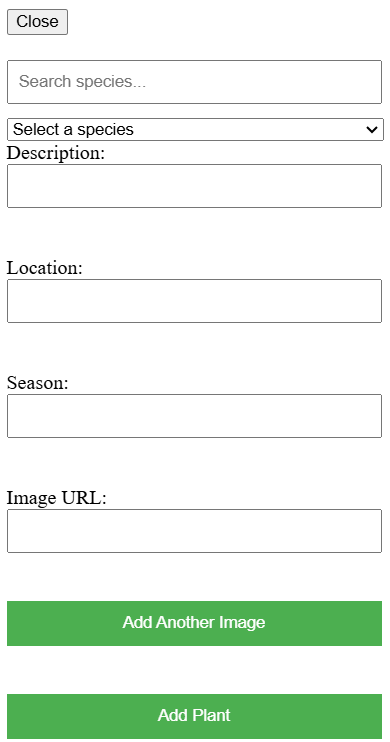 Close
Search species...
Select a species
Description:
Location:
Season:
Image URL:
Add Another Image
Add Plant